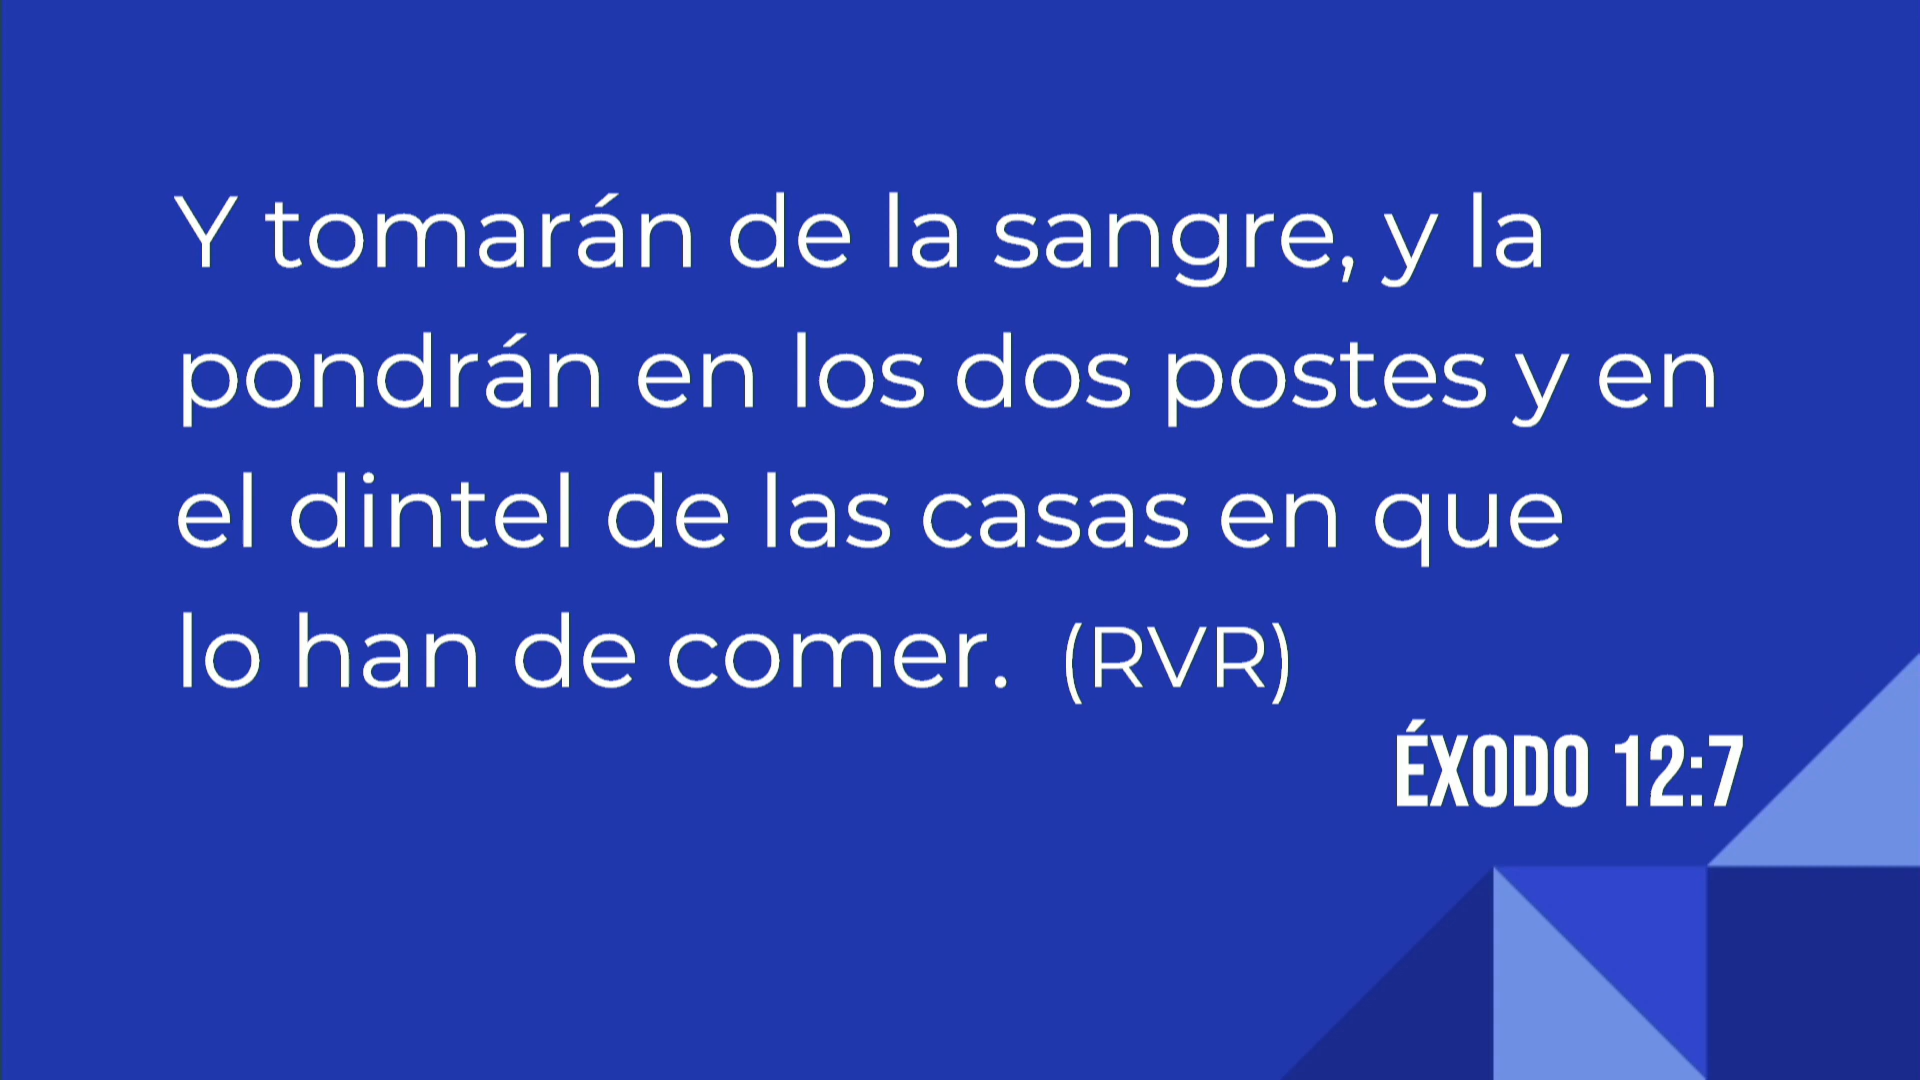 Y tomarán de la sangre, y la
pondrán en los dos postes y en
el dintel de las casas en que
lo han de comer. (RVR)
ÉXODO 12:7